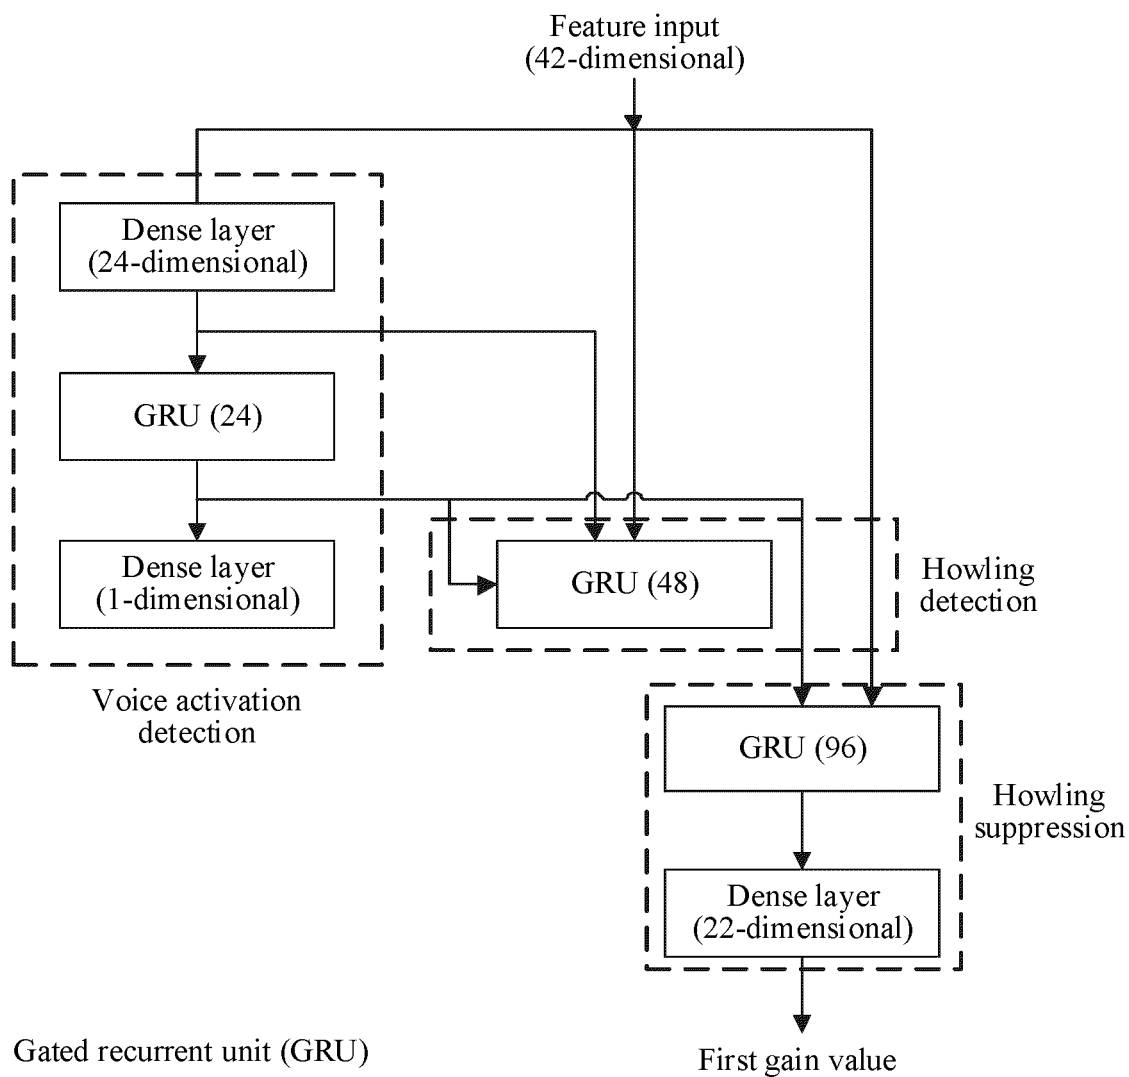 Feature input
(42-dimensional)
Dense layer
(24-dimensional)
GRU (24)
Dense layer
(1-dimensional)
Voice activation
detection
GRU (48)
Howling
detection
GRU (96)
Howling
suppression
Dense layer
(22-dimensional)
Gated recurrent unit (GRU)
First gain value